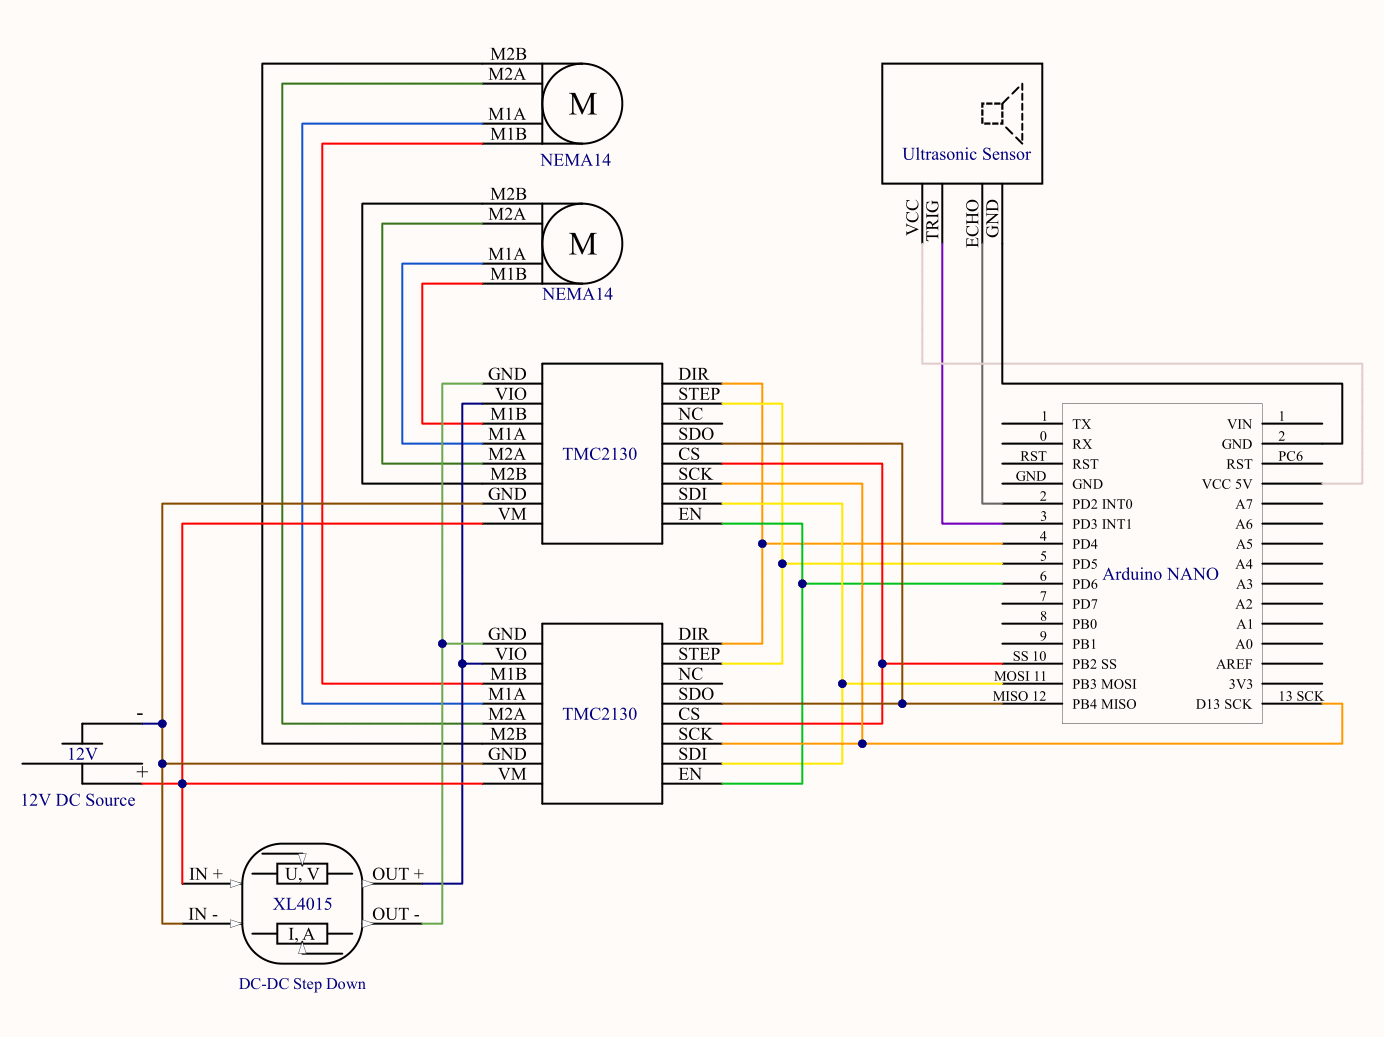 M2B
M2A
M1A
M1B
M
NEMA14
M2B
M2A
M1A
M1B
M
NEMA14
Ultrasonic Sensor
VCC
TRIG
ECHO
GND
GND
VIO
M1B
M1A
M2A
M2B
GND
VM
TMC2130
DIR
STEP
NC
SDO
CS
SCK
SDI
EN
GND
VIO
M1B
M1A
M2A
M2B
GND
VM
TMC2130
DIR
STEP
NC
SDO
CS
SCK
SDI
EN
1 TX
0 RX
RST RST
GND GND
2 PD2 INT0
3 PD3 INT1
4 PD4
5 PD5
6 PD6
7 PD7
8 PB0
9 PB1
SS 10 PB2 SS
MOSI 11 PB3 MOSI
MISO 12 PB4 MISO
Arduino NANO
VIN 1
GND 2
RST PC6
VCC 5V
A7
A6
A5
A4
A3
A2
A1
A0
AREF
3V3
D13 SCK 13 SCK
-
12V
+
12V DC Source
IN +
IN -
U, V
XL4015
I, A
OUT +
OUT -
DC-DC Step Down